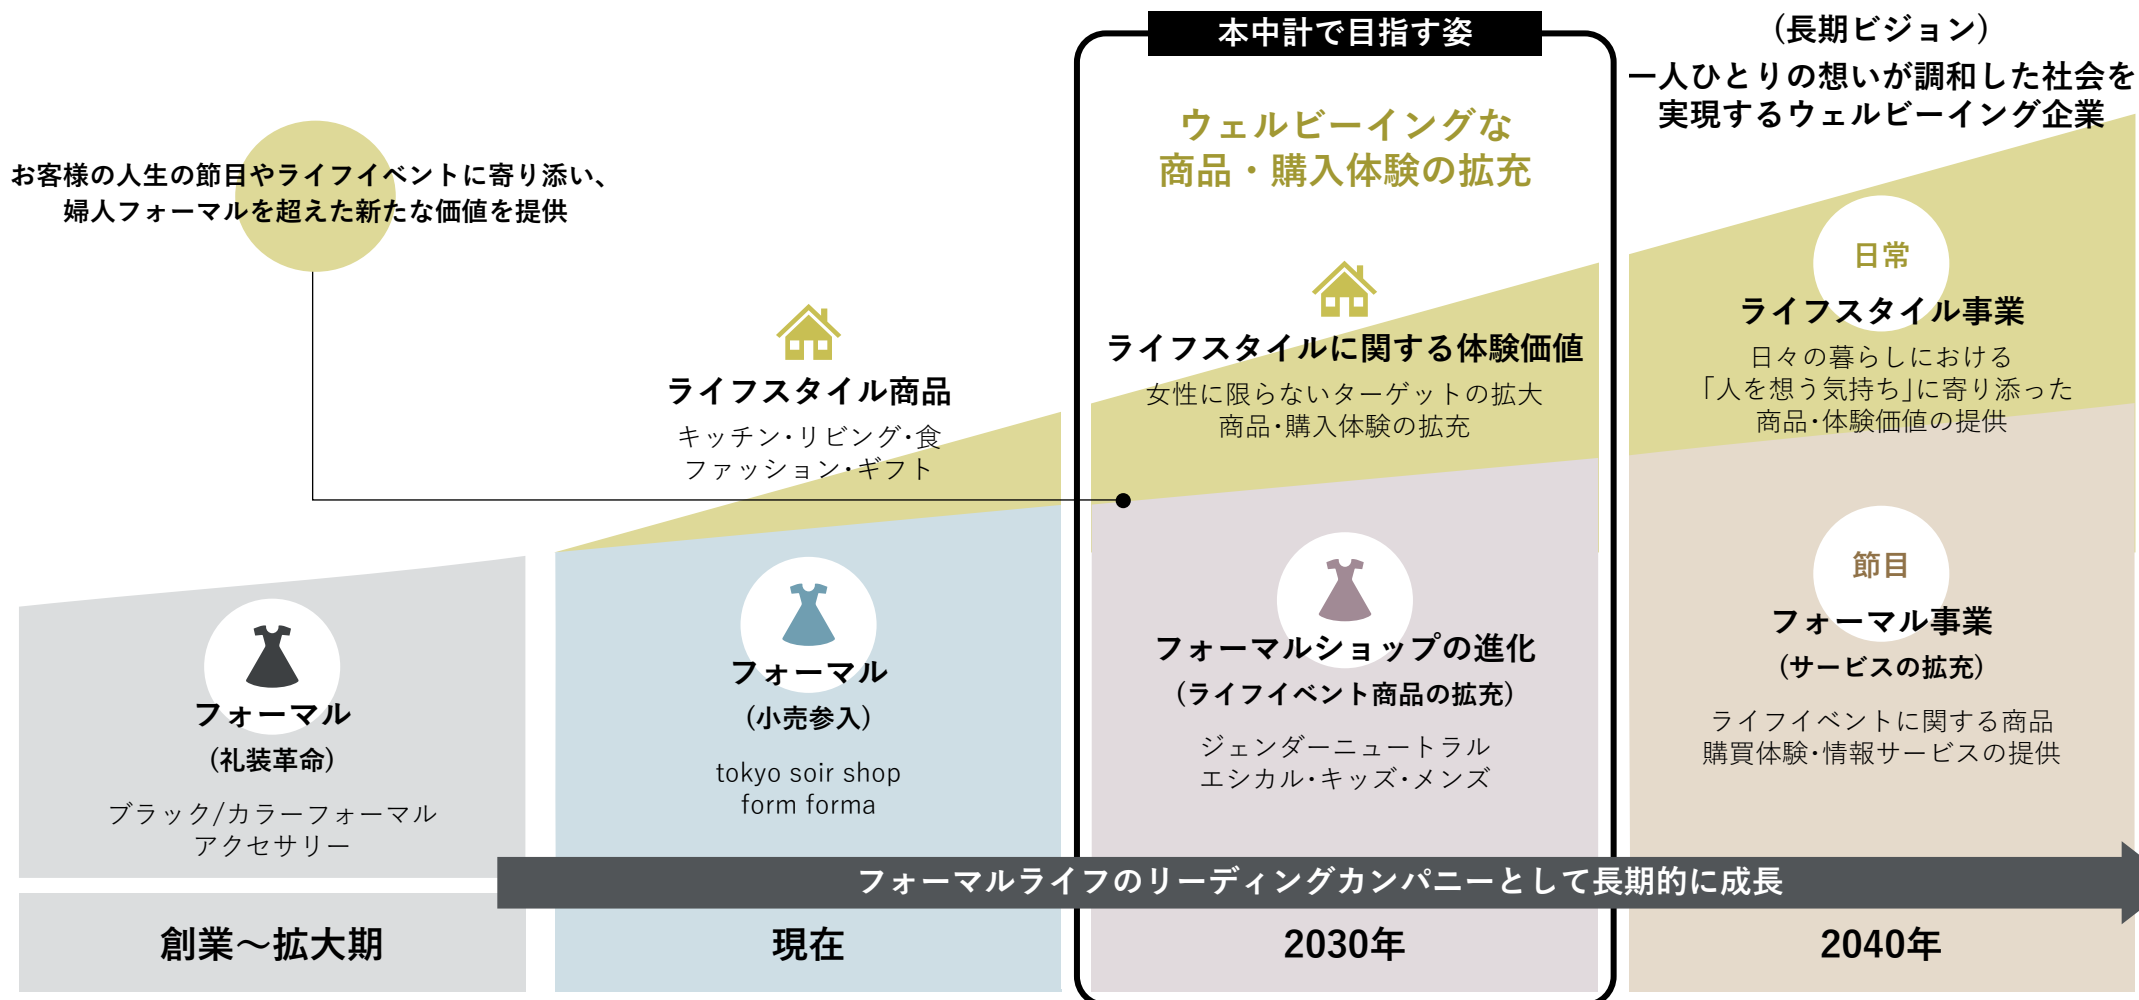 本中計で目指す姿
(長期ビジョン)
一人ひとりの想いが調和した社会を
実現するウェルビーイング企業
ウェルビーイングな
商品・購入体験の拡充
お客様の人生の節目やライフイベントに寄り添い、
婦人フォーマルを超えた新たな価値を提供
ライフスタイル商品
キッチン・リビング・食
ファッション・ギフト
ライフスタイルに関する体験価値
女性に限らないターゲットの拡大
商品・購入体験の拡充
日常
ライフスタイル事業
日々の暮らしにおける
「人を想う気持ち」に寄り添った
商品・体験価値の提供
フォーマル
(礼装革命)
ブラック/カラーフォーマル
アクセサリー
フォーマル
(小売参入)
tokyo soir shop
form forma
フォーマルショップの進化
(ライフイベント商品の拡充)
ジェンダーニュートラル
エシカル・キッズ・メンズ
節目
フォーマル事業
(サービスの拡充)
ライフイベントに関する商品
購買体験・情報サービスの提供
フォーマルライフのリーディングカンパニーとして長期的に成長
創業～拡大期
現在
2030年
2040年